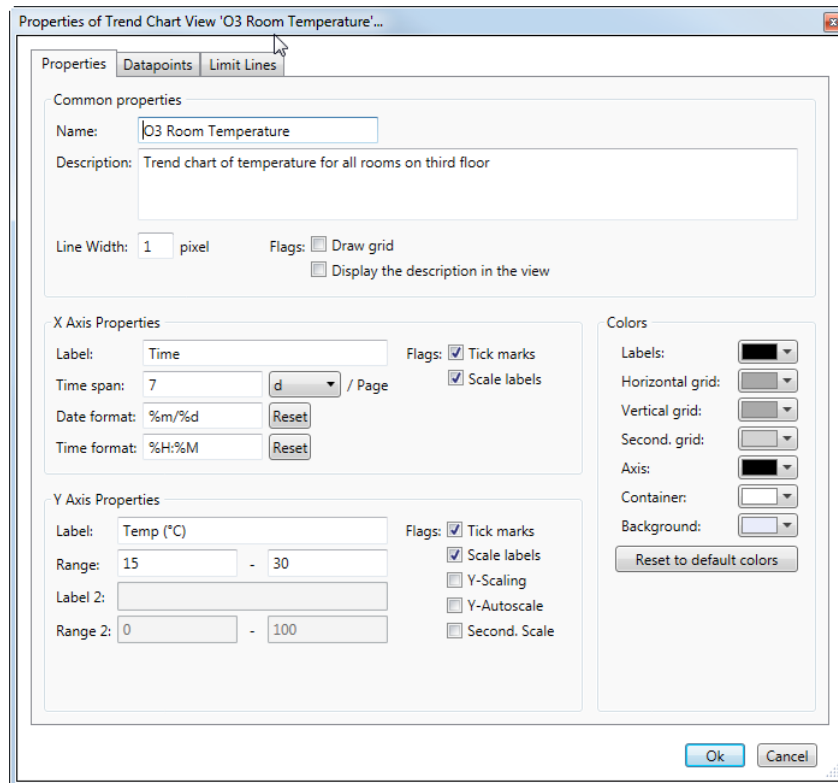 Properties of Trend Chart View 'O3 Room Temperature'...
Properties Datapoints Limit Lines
Common properties
Name: O3 Room Temperature
Description: Trend chart of temperature for all rooms on third floor
Line Width: 1 pixel Flags: Draw grid
Display the description in the view
X Axis Properties
Label: Time Flags: Tick marks
Time span: 7 d / Page Scale labels
Date format: %m/%d Reset
Time format: %H:%M Reset
Colors
Labels:
Horizontal grid:
Vertical grid:
Second. grid:
Axis:
Container:
Background:
Reset to default colors
Y Axis Properties
Label: Temp (°C) Flags: Tick marks
Range: 15 - 30 Scale labels
Label 2: Y-Scaling
Y-Autoscale
Range 2: 0 - 100 Second. Scale
Ok Cancel